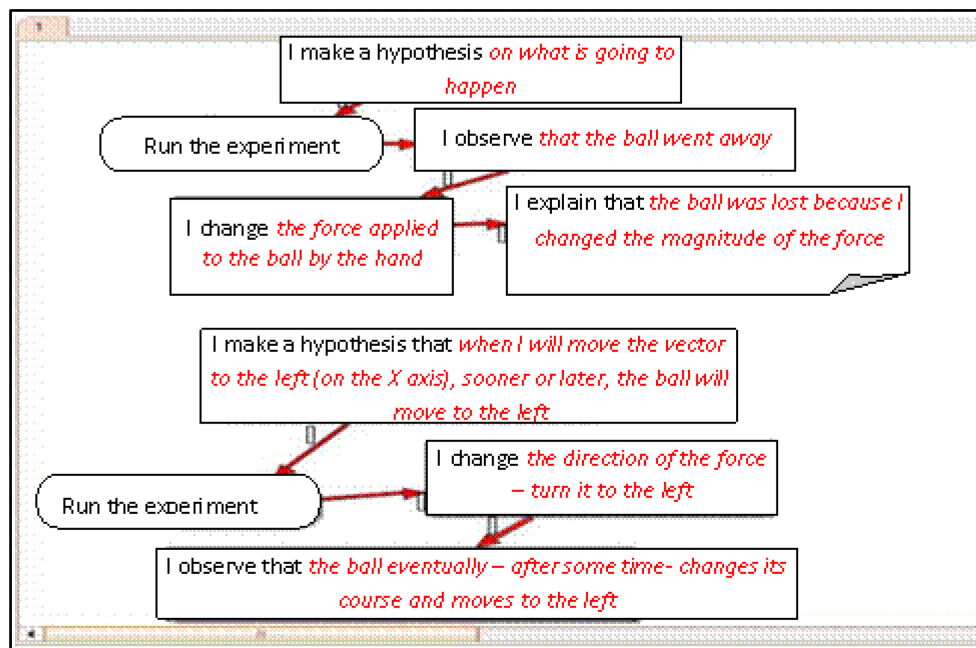 1
I make a hypothesis on what is going to
happen
Run the experiment
I observe that the ball went away
I change the force applied
to the ball by the hand
I explain that the ball was lost because I
changed the magnitude of the force
I make a hypothesis that when I will move the vector
to the left (on the X axis), sooner or later, the ball will
move to the left
Run the experiment
I change the direction of the force
– turn it to the left
I observe that the ball eventually – after some time- changes its
course and moves to the left